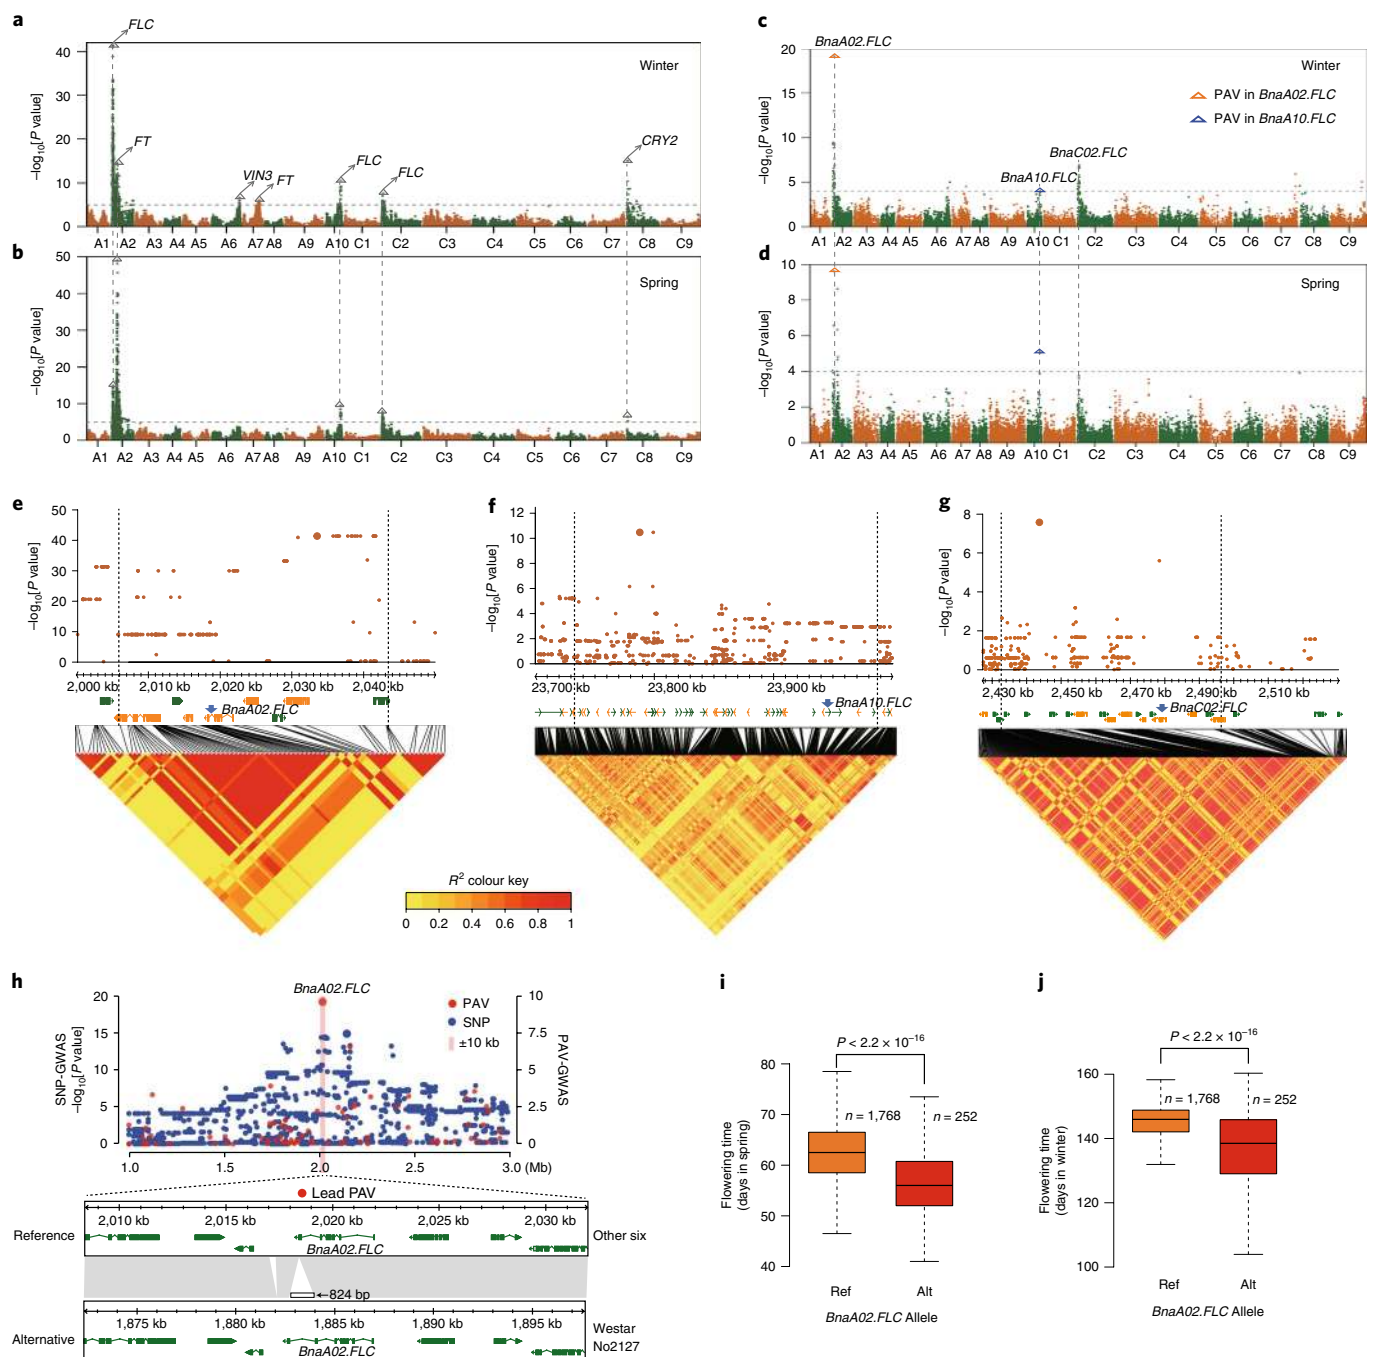 a
FLC
40
Winter
30
20
FT
CRY2
VIN3
FT
FLC
FLC
10
0
–log10[P value]
A1 A2 A3 A4 A5 A6 A7 A8 A9 A10 C1 C2 C3 C4 C5 C6 C7 C8 C9
b
50
Spring
40
30
20
10
0
–log10[P value]
A1 A2 A3 A4 A5 A6 A7 A8 A9 A10 C1 C2 C3 C4 C5 C6 C7 C8 C9
c
BnaA02.FLC
20
Winter
15
PAV in BnaA02.FLC
PAV in BnaA10.FLC
10
BnaC02.FLC
BnaA10.FLC
5
0
–log10[P value]
A1 A2 A3 A4 A5 A6 A7 A8 A9 A10 C1 C2 C3 C4 C5 C6 C7 C8 C9
d
10
Spring
8
6
4
2
0
–log10[P value]
A1 A2 A3 A4 A5 A6 A7 A8 A9 A10 C1 C2 C3 C4 C5 C6 C7 C8 C9
e
50
40
30
20
10
0
–log10[P value]
2,000 kb 2,010 kb 2,020 kb 2,030 kb 2,040 kb
BnaA02.FLC
f
12
10
8
6
4
2
0
–log10[P value]
23,700 kb 23,800 kb 23,900 kb
BnaA10.FLC
g
8
6
4
2
0
–log10[P value]
2,430 kb 2,450 kb 2,470 kb 2,490 kb 2,510 kb
BnaC02.FLC
R2 colour key
0 0.2 0.4 0.6 0.8 1
h
BnaA02.FLC
20
15
10
5
0
SNP-GWAS
–log10[P value]
PAV
SNP
±10 kb
10
7.5
5
2.5
0
PAV-GWAS
1.0 1.5 2.0 2.5 3.0 (Mb)
Lead PAV
2,010 kb 2,015 kb 2,020 kb 2,025 kb 2,030 kb
Reference
Other six
BnaA02.FLC
←824 bp
1,875 kb 1,880 kb 1,885 kb 1,890 kb 1,895 kb
Alternative
Westar
No2127
BnaA02.FLC
i
P < 2.2 × 10–16
80
70
60
50
40
n = 1,768
n = 252
Flowering time
(days in spring)
Ref Alt
BnaA02.FLC Allele
j
P < 2.2 × 10–16
160
140
120
100
n = 1,768
n = 252
Flowering time
(days in winter)
Ref Alt
BnaA02.FLC Allele